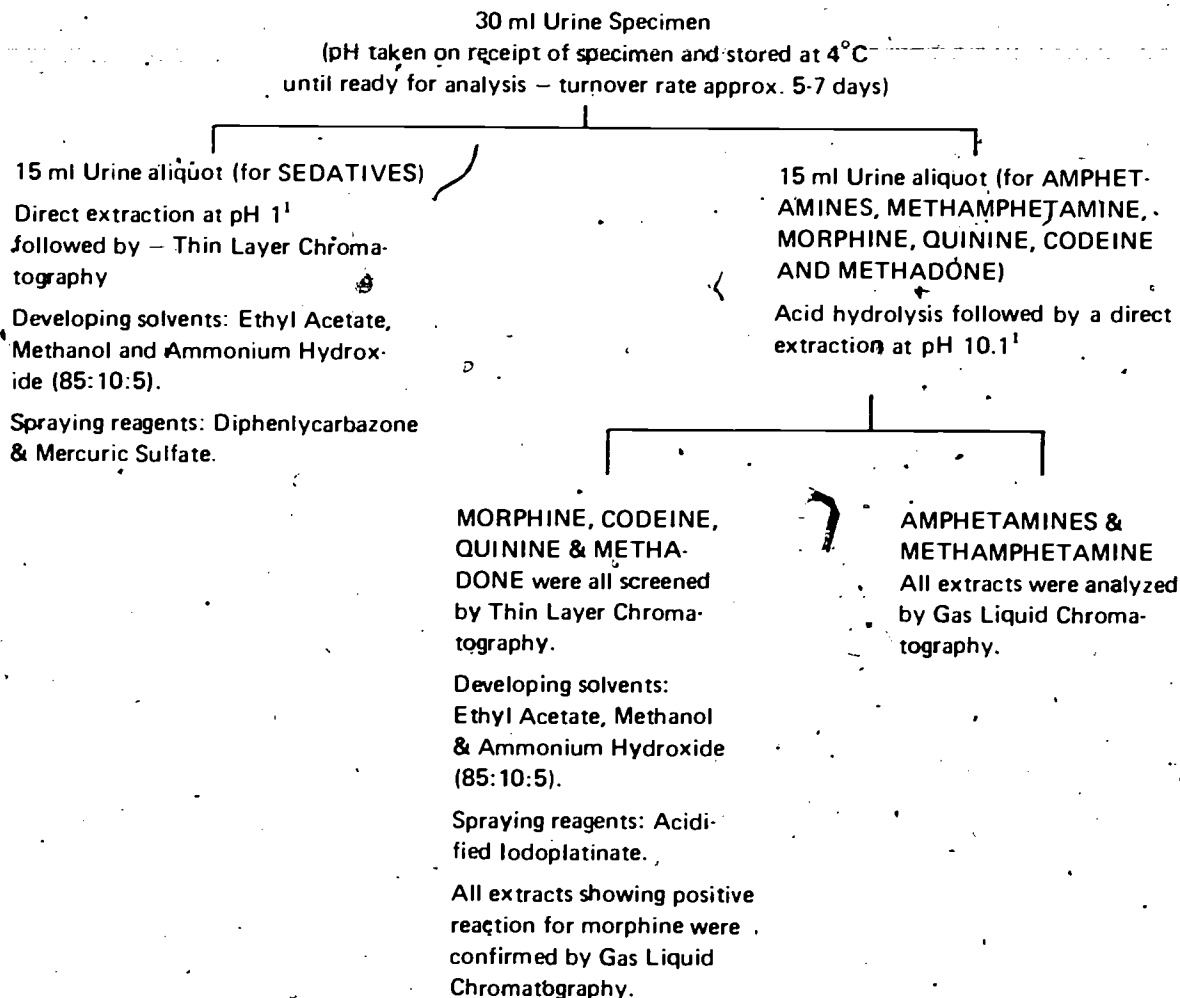 30 ml Urine Specimen
(pH taken on receipt of specimen and stored at 4°C
until ready for analysis – turnover rate approx. 5-7 days)
15 ml Urine aliquot (for SEDATIVES)
Direct extraction at pH 1¹
followed by – Thin Layer Chroma-
tography
Developing solvents: Ethyl Acetate,
Methanol and Ammonium Hydrox-
ide (85:10:5).
Spraying reagents: Diphenlycarbazone
& Mercuric Sulfate.
15 ml Urine aliquot (for AMPHET-
AMINES, METHAMPHETAMINE,
MORPHINE, QUININE, CODEINE
AND METHADONE)
Acid hydrolysis followed by a direct
extraction at pH 10.1¹
MORPHINE, CODEINE,
QUININE & METHA-
DONE were all screened
by Thin Layer Chroma-
tography.
Developing solvents:
Ethyl Acetate, Methanol
& Ammonium Hydroxide
(85:10:5).
Spraying reagents: Acidi-
fied Iodoplatinate.
All extracts showing positive
reaction for morphine were
confirmed by Gas Liquid
Chromatography.
AMPHETAMINES &
METHAMPHETAMINE
All extracts were analyzed
by Gas Liquid Chroma-
tography.